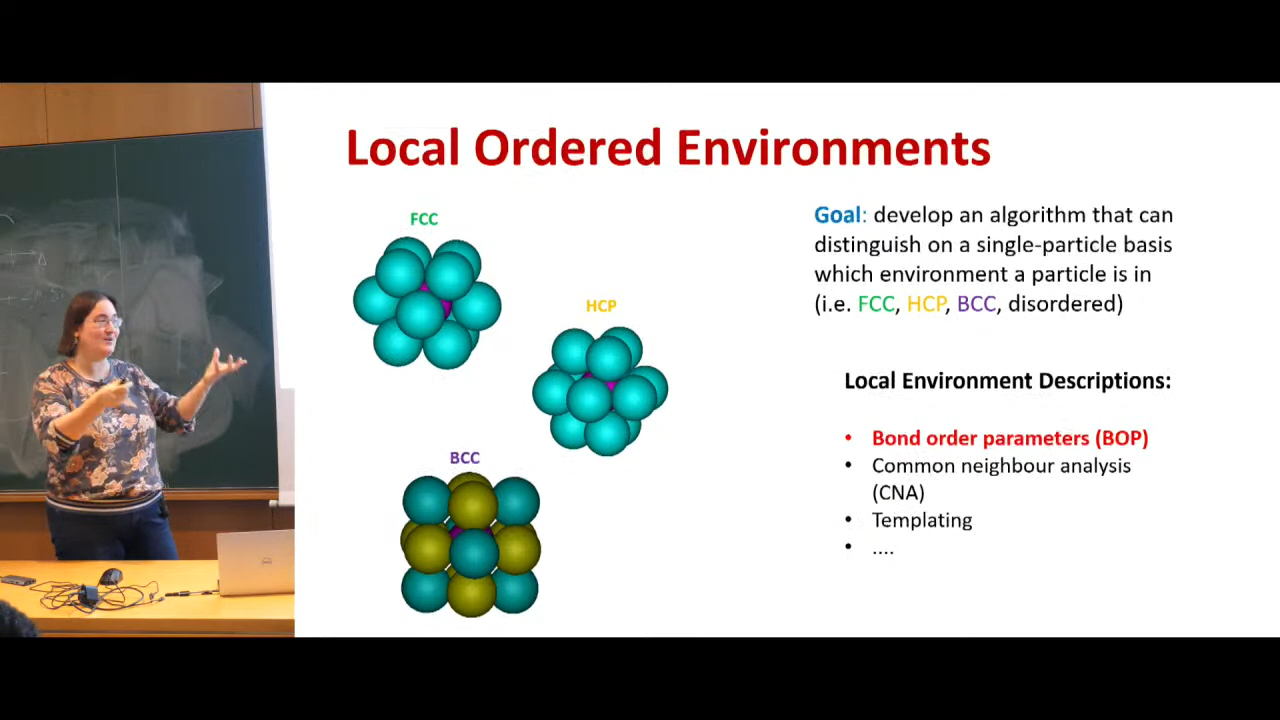 Local Ordered Environments
FCC
HCP
BCC
Goal: develop an algorithm that can
distinguish on a single-particle basis
which environment a particle is in
(i.e. FCC, HCP, BCC, disordered)
Local Environment Descriptions:
• Bond order parameters (BOP)
• Common neighbour analysis
(CNA)
• Templating
• ....